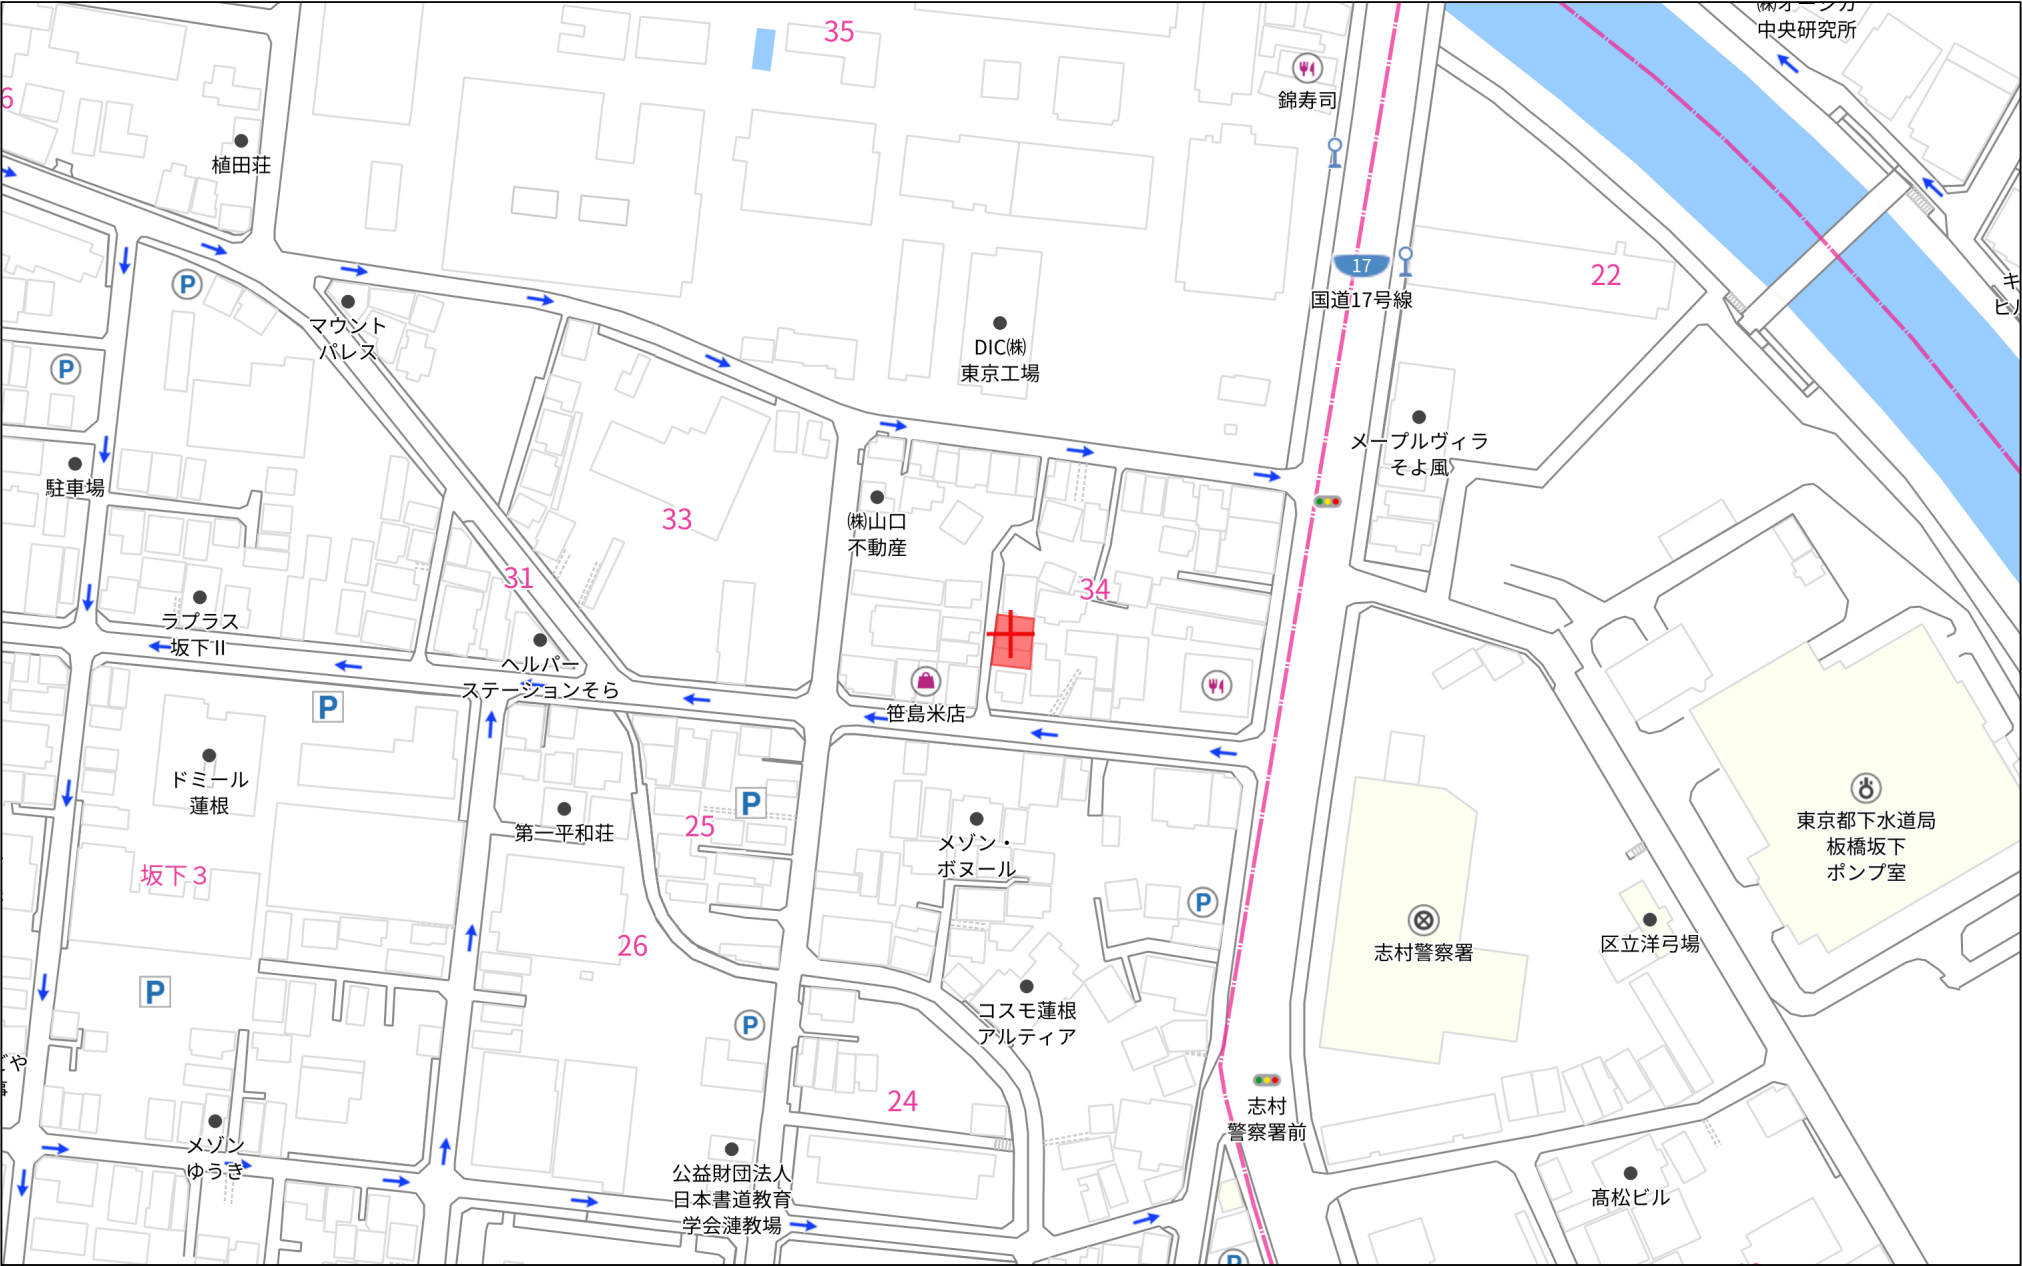 中央研究所
35
錦寿司
6
植田荘
17
国道17号線
22
マウント
パレス
DIC㈱
東京工場
メープルヴィラ
そよ風
駐車場
33
㈱山口
不動産
31
34
ラプラス
坂下Ⅱ
ヘルパー
ステーションそら
笹島米店
P
P
P
ドミール
蓮根
P
第一平和荘
25
メゾン・
ボヌール
東京都下水道局
板橋坂下
ポンプ室
坂下3
P
26
志村警察署
区立洋弓場
P
コスモ蓮根
アルティア
P
24
志村
警察署前
メゾン
ゆうき
公益財団法人
日本書道教育
学会漣教場
髙松ビル
P